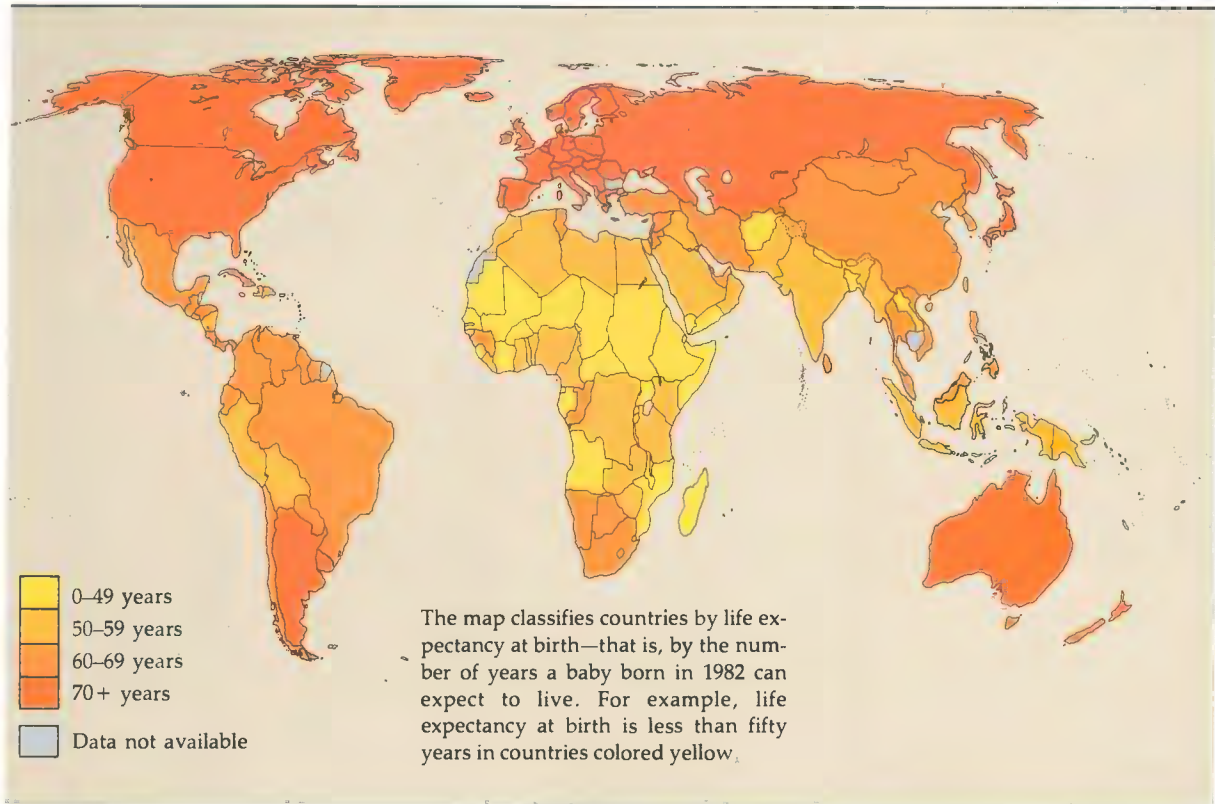 0–49 years
50–59 years
60–69 years
70+ years
Data not available
The map classifies countries by life ex-
pectancy at birth—that is, by the num-
ber of years a baby born in 1982 can
expect to live. For example, life
expectancy at birth is less than fifty
years in countries colored yellow.